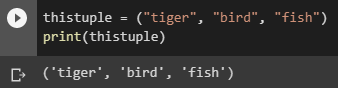 thistuple = ("tiger", "bird", "fish")
print(thistuple)
('tiger', 'bird', 'fish')